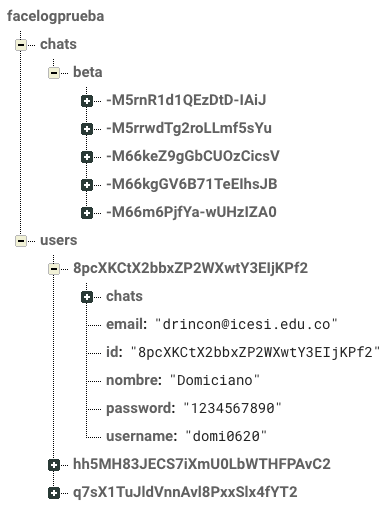 facelogprueba
chats
beta
-M5rnR1d1QEzDtD-IAiJ
-M5rrwdTg2roLLmf5sYu
-M66keZ9gGbCUOzCicsV
-M66kgGV6B71TeElhsJB
-M66m6PjfYa-wUHzIZA0
users
8pcXKCtX2bbxZP2WXwtY3EIjKPf2
chats
email: "drincon@icesi.edu.co"
id: "8pcXKCtX2bbxZP2WXwtY3EIjKPf2"
nombre: "Domiciano"
password: "1234567890"
username: "domi0620"
hh5MH83JECS7iXmU0LbWTHFPAvC2
q7sX1TuJldVnnAvl8PxxSlx4fYT2